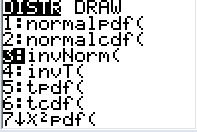 DISTR DRAW
1:normalpdf(
2:normalcdf(
3:invNorm(
4:invT(
5:tpdf(
6:tcdf(
7↓χ²pdf(